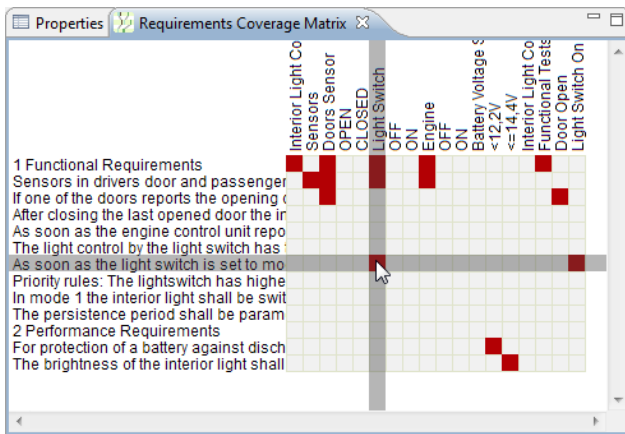 Properties
Requirements Coverage Matrix
Interior Light Co
Sensors
Doors Sensor
OPEN
CLOSED
Light Switch
OFF
ON
Engine
OFF
ON
Battery Voltage S
<12,2V
<=14,4V
Interior Light Co
Functional Tests
Door Open
Light Switch On
1 Functional Requirements
Sensors in drivers door and passenger
If one of the doors reports the opening o
After closing the last opened door the in
As soon as the engine control unit repo
The light control by the light switch has
As soon as the light switch is set to mo
Priority rules: The lightswitch has highe
In mode 1 the interior light shall be swit
The persistence period shall be param
2 Performance Requirements
For protection of a battery against disch
The brightness of the interior light shall